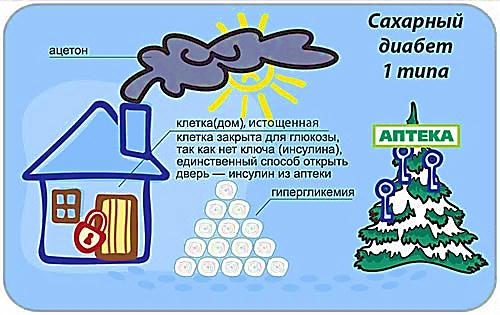 Сахарный
диабет
1 типа
ацетон
клетка(дом), истощенная
клетка закрыта для глюкозы,
так как нет ключа (инсулина),
единственный способ открыть
дверь — инсулин из аптеки
гипергликемия
АПТЕКА